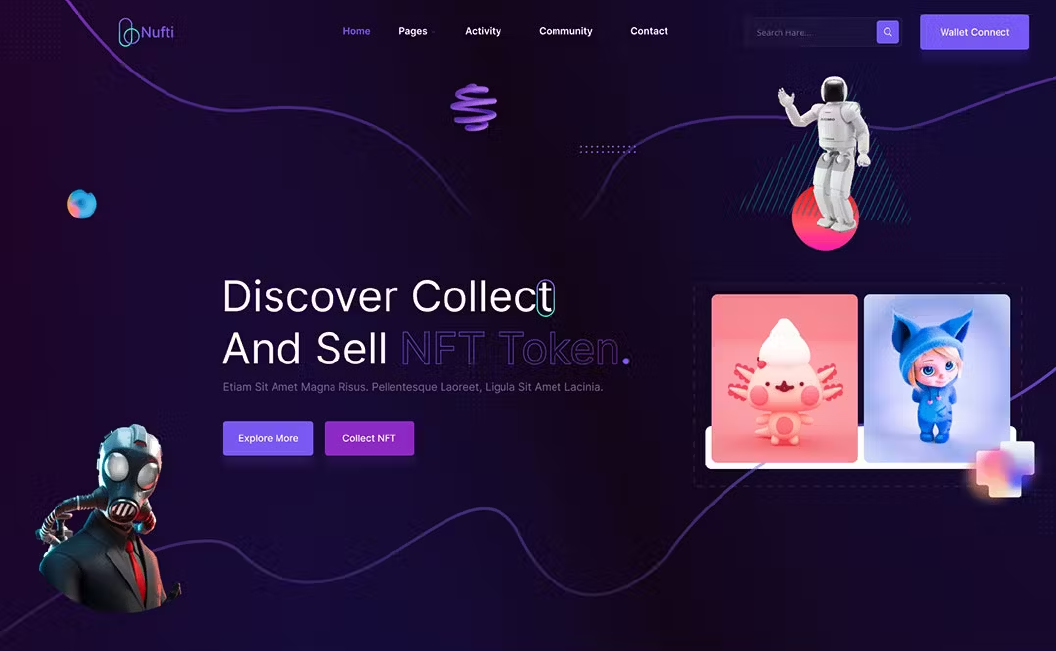 Nufti
Home Pages Activity Community Contact
Search Hare...
Wallet Connect
Discover Collect
And Sell NFT Token.
Etiam Sit Amet Magna Risus. Pellentesque Laoreet, Ligula Sit Amet Lacinia.
Explore More Collect NFT